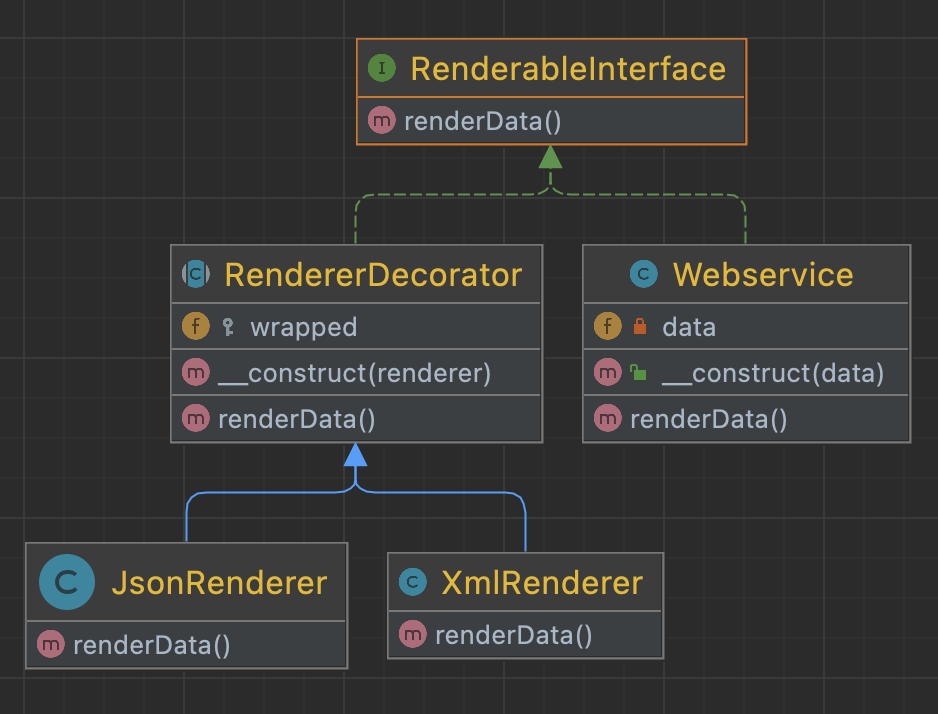 I RenderableInterface
m renderData()
C RendererDecorator
f wrapped
m __construct(renderer)
m renderData()
C Webservice
f data
m __construct(data)
m renderData()
C JsonRenderer
m renderData()
C XmlRenderer
m renderData()